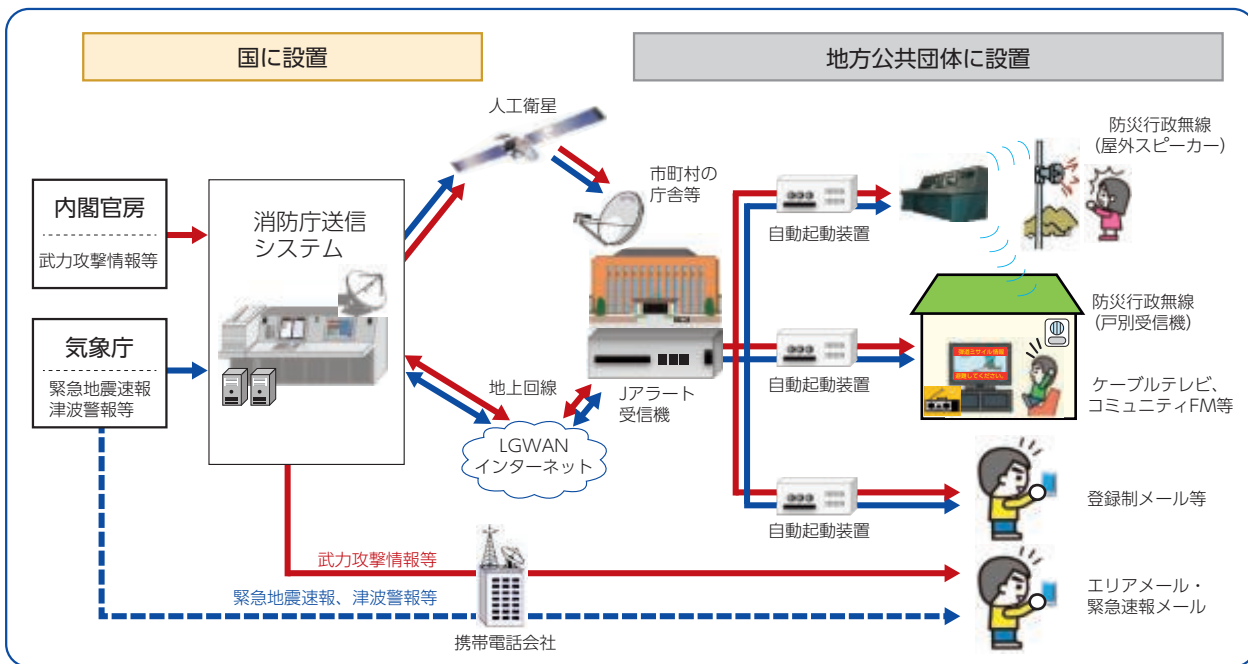 国に設置
地方公共団体に設置
人工衛星
防災行政無線
(屋外スピーカー)
市町村の
庁舎等
内閣官房
武力攻撃情報等
消防庁送信
システム
自動起動装置
防災行政無線
(戸別受信機)
気象庁
緊急地震速報
津波警報等
地上回線
Jアラート
受信機
自動起動装置
ケーブルテレビ、
コミュニティFM等
LGWAN
インターネット
登録制メール等
自動起動装置
武力攻撃情報等
緊急地震速報、津波警報等
エリアメール・
緊急速報メール
携帯電話会社